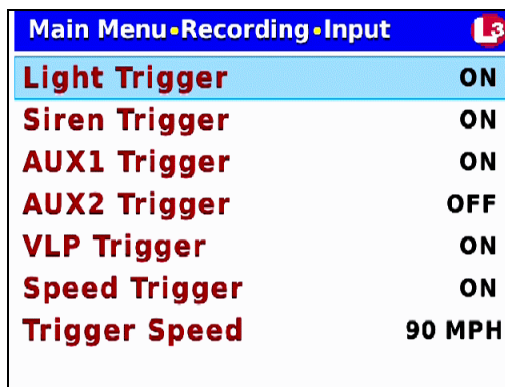 Main Menu•Recording•Input L3
Light Trigger ON
Siren Trigger ON
AUX1 Trigger ON
AUX2 Trigger OFF
VLP Trigger ON
Speed Trigger ON
Trigger Speed 90 MPH